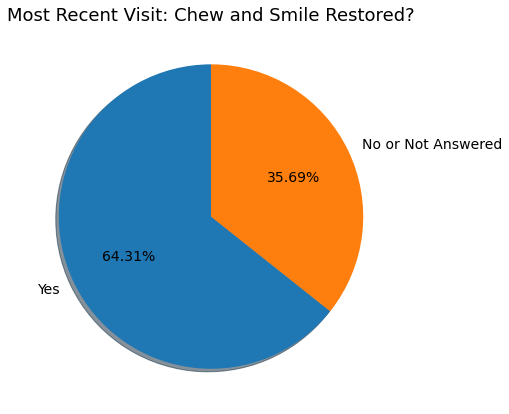 Most Recent Visit: Chew and Smile Restored?
No or Not Answered
35.69%
64.31%
Yes